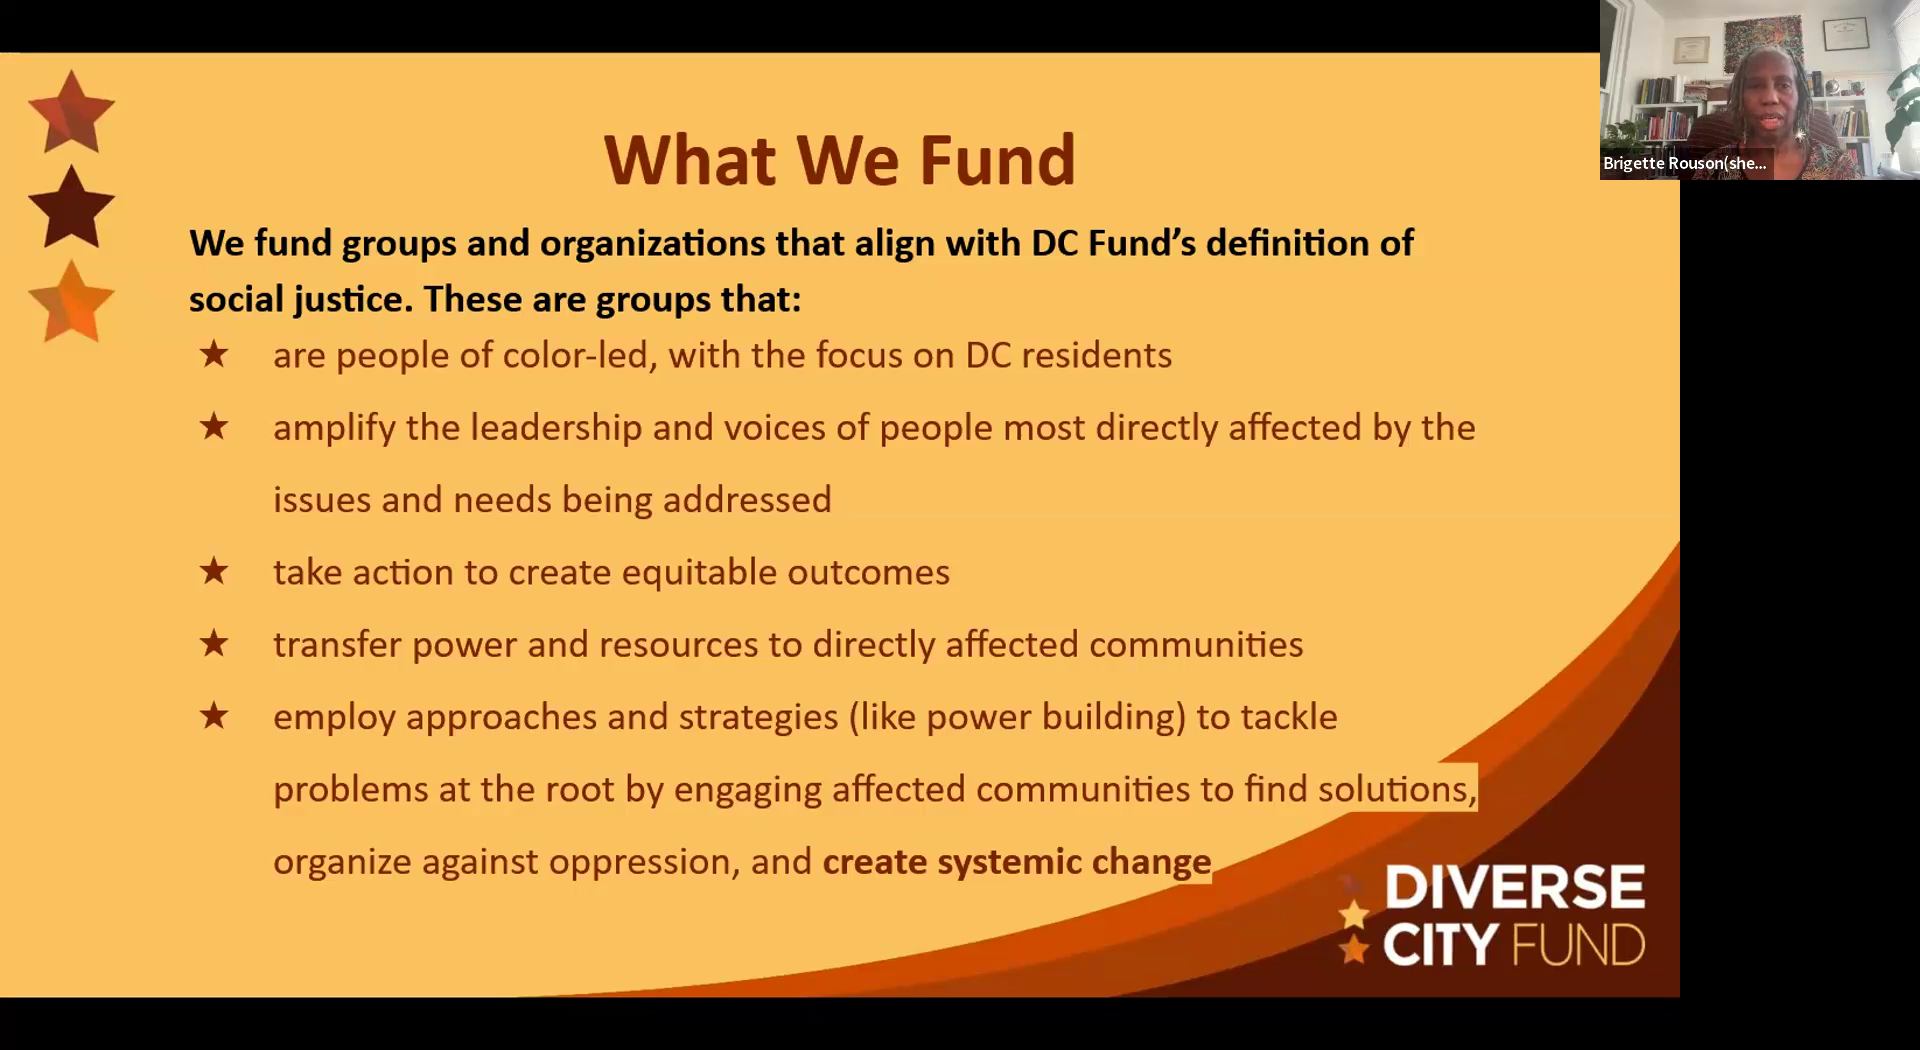 What We Fund
We fund groups and organizations that align with DC Fund’s definition of
social justice. These are groups that:
★ are people of color-led, with the focus on DC residents
★ amplify the leadership and voices of people most directly affected by the
issues and needs being addressed
★ take action to create equitable outcomes
★ transfer power and resources to directly affected communities
★ employ approaches and strategies (like power building) to tackle
problems at the root by engaging affected communities to find solutions,
organize against oppression, and create systemic change
DIVERSE
CITY FUND
Brigette Rouson(she...